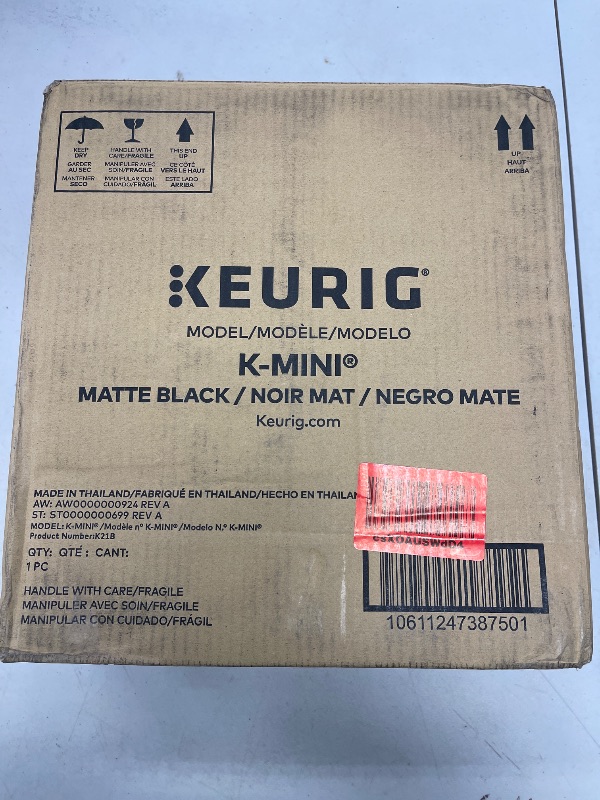 KEEP
DRY
GARDER
AU SEC
MANTENER
SECO
HANDLE WITH
CARE/FRAGILE
MANIPULER AVEC
SOIN/FRAGILE
MANIPULAR CON
CUIDADO/FRÁGIL
THIS END
UP
CE CÔTÉ
VERS LE HAUT
ESTE LADO
ARRIBA
UP
HAUT
ARRIBA
KEURIG®
MODEL/MODÈLE/MODELO
K-MINI®
MATTE BLACK / NOIR MAT / NEGRO MATE
Keurig.com
MADE IN THAILAND/FABRIQUÉ EN THAILAND/HECHO EN THAILAN
AW: AW0000000924 REV A
ST: ST0000000699 REV A
MODEL: K-MINI® /Modèle nº K-MINI® /Modelo N.º K-MINI®
Product Number:K21B
QTY: QTÉ : CANT:
1 PC
HANDLE WITH CARE/FRAGILE
MANIPULER AVEC SOIN/FRAGILE
MANIPULAR CON CUIDADO/FRÁGIL
10611247387501